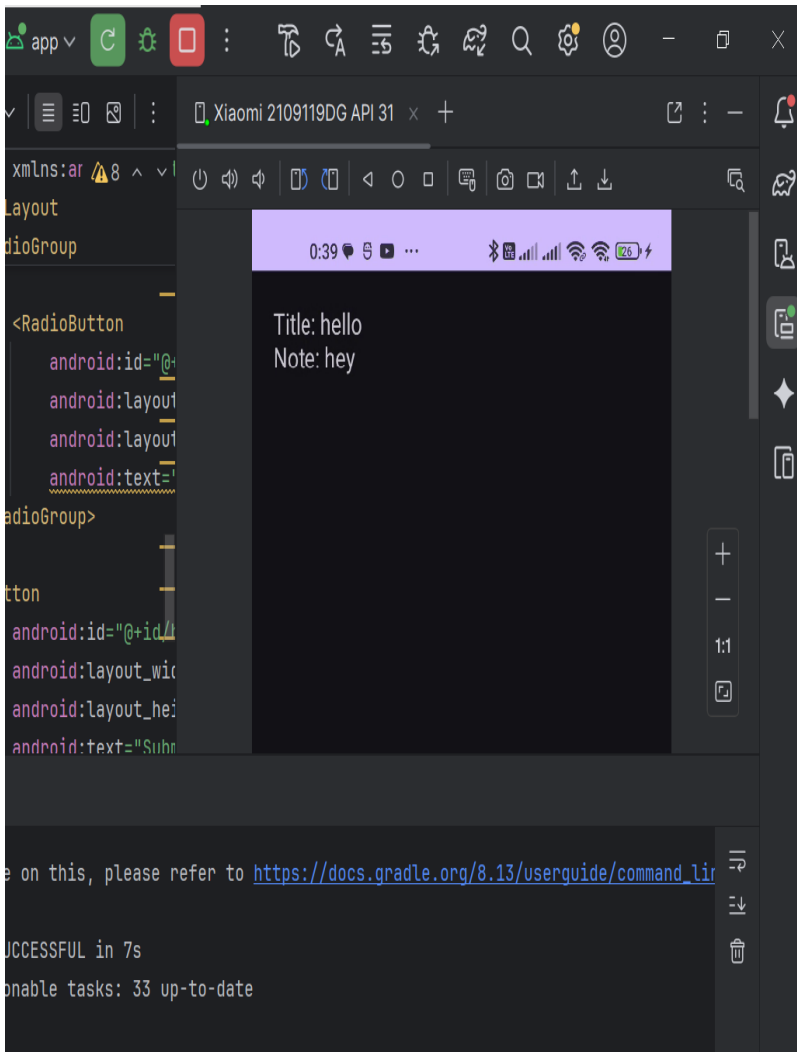 app
Xiaomi 2109119DG API 31
xmlns:ar 8
Layout
dioGroup
<RadioButton
android:id="@+
android:layout
android:layout
android:text="
adioGroup>
tton
android:id="@+id/
android:layout_wid
android:layout_hei
android:text="Subm
0:39
VoLTE
26
Title: hello
Note: hey
1:1
e on this, please refer to https://docs.gradle.org/8.13/userguide/command_lin
UCCESSFUL in 7s
onable tasks: 33 up-to-date